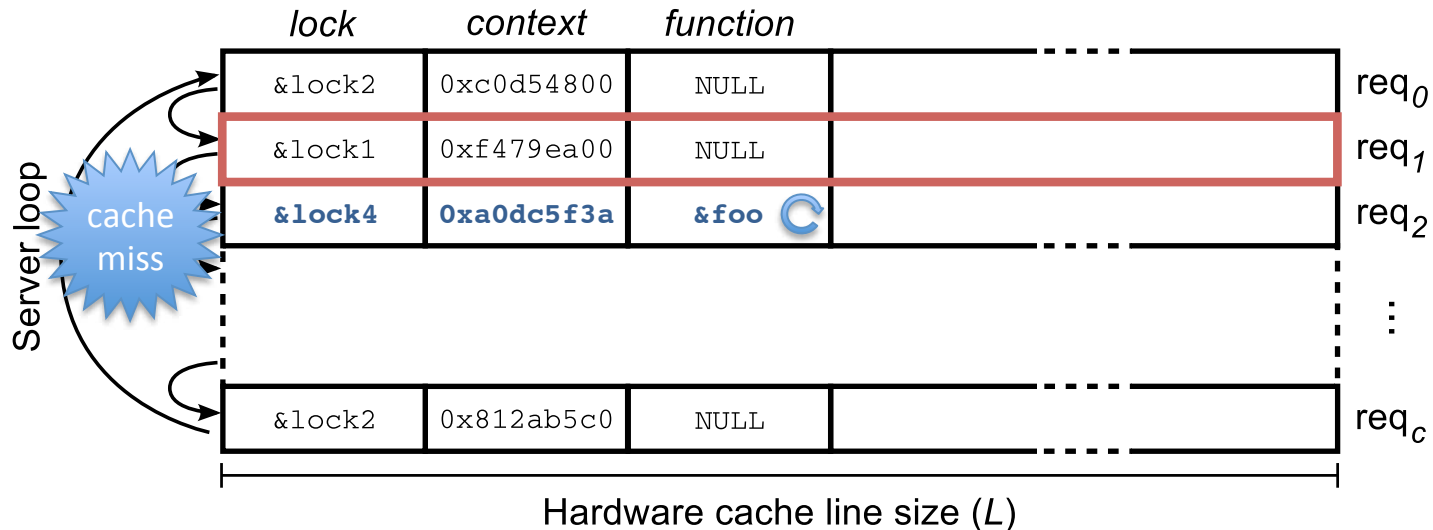 lock context function
&lock2 0xc0d54800 NULL req0
&lock1 0xf479ea00 NULL req1
&lock4 0xa0dc5f3a &foo req2
Server loop
cache
miss
...
&lock2 0x812ab5c0 NULL reqc
Hardware cache line size (L)